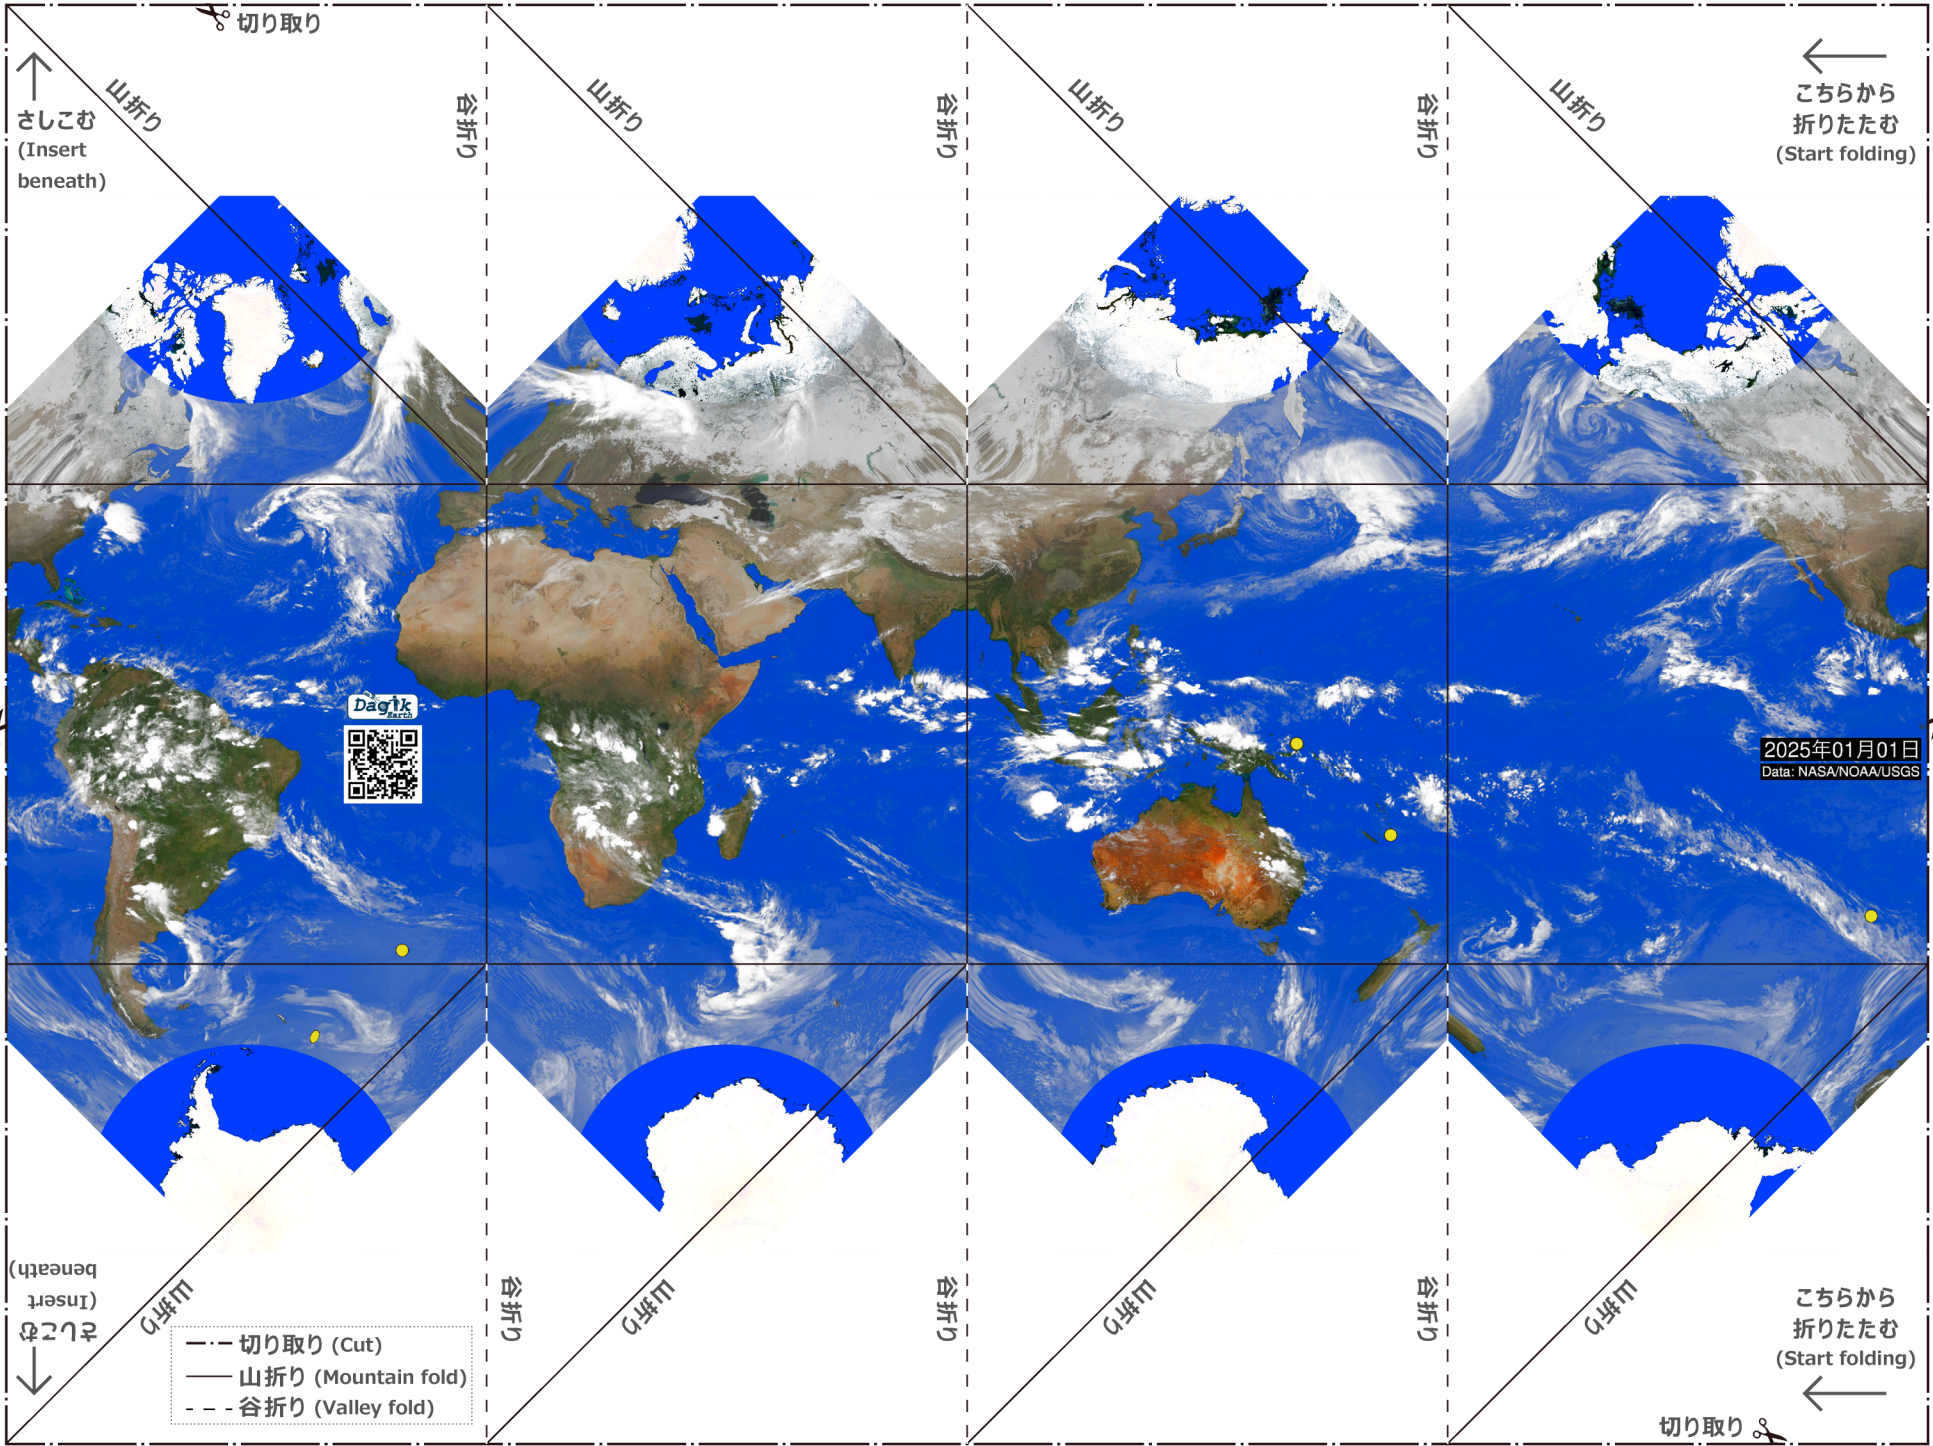 切り取り
山折り
谷折り
山折り
谷折り
山折り
谷折り
山折り
さしこむ
(Insert
beneath)
こちらから
折りたたむ
(Start folding)
Dagik
Earth
2025年01月01日
Data: NASA/NOAA/USGS
さしこむ
(Insert
beneath)
山折り
谷折り
山折り
谷折り
山折り
谷折り
山折り
こちらから
折りたたむ
(Start folding)
切り取り (Cut)
山折り (Mountain fold)
谷折り (Valley fold)
切り取り